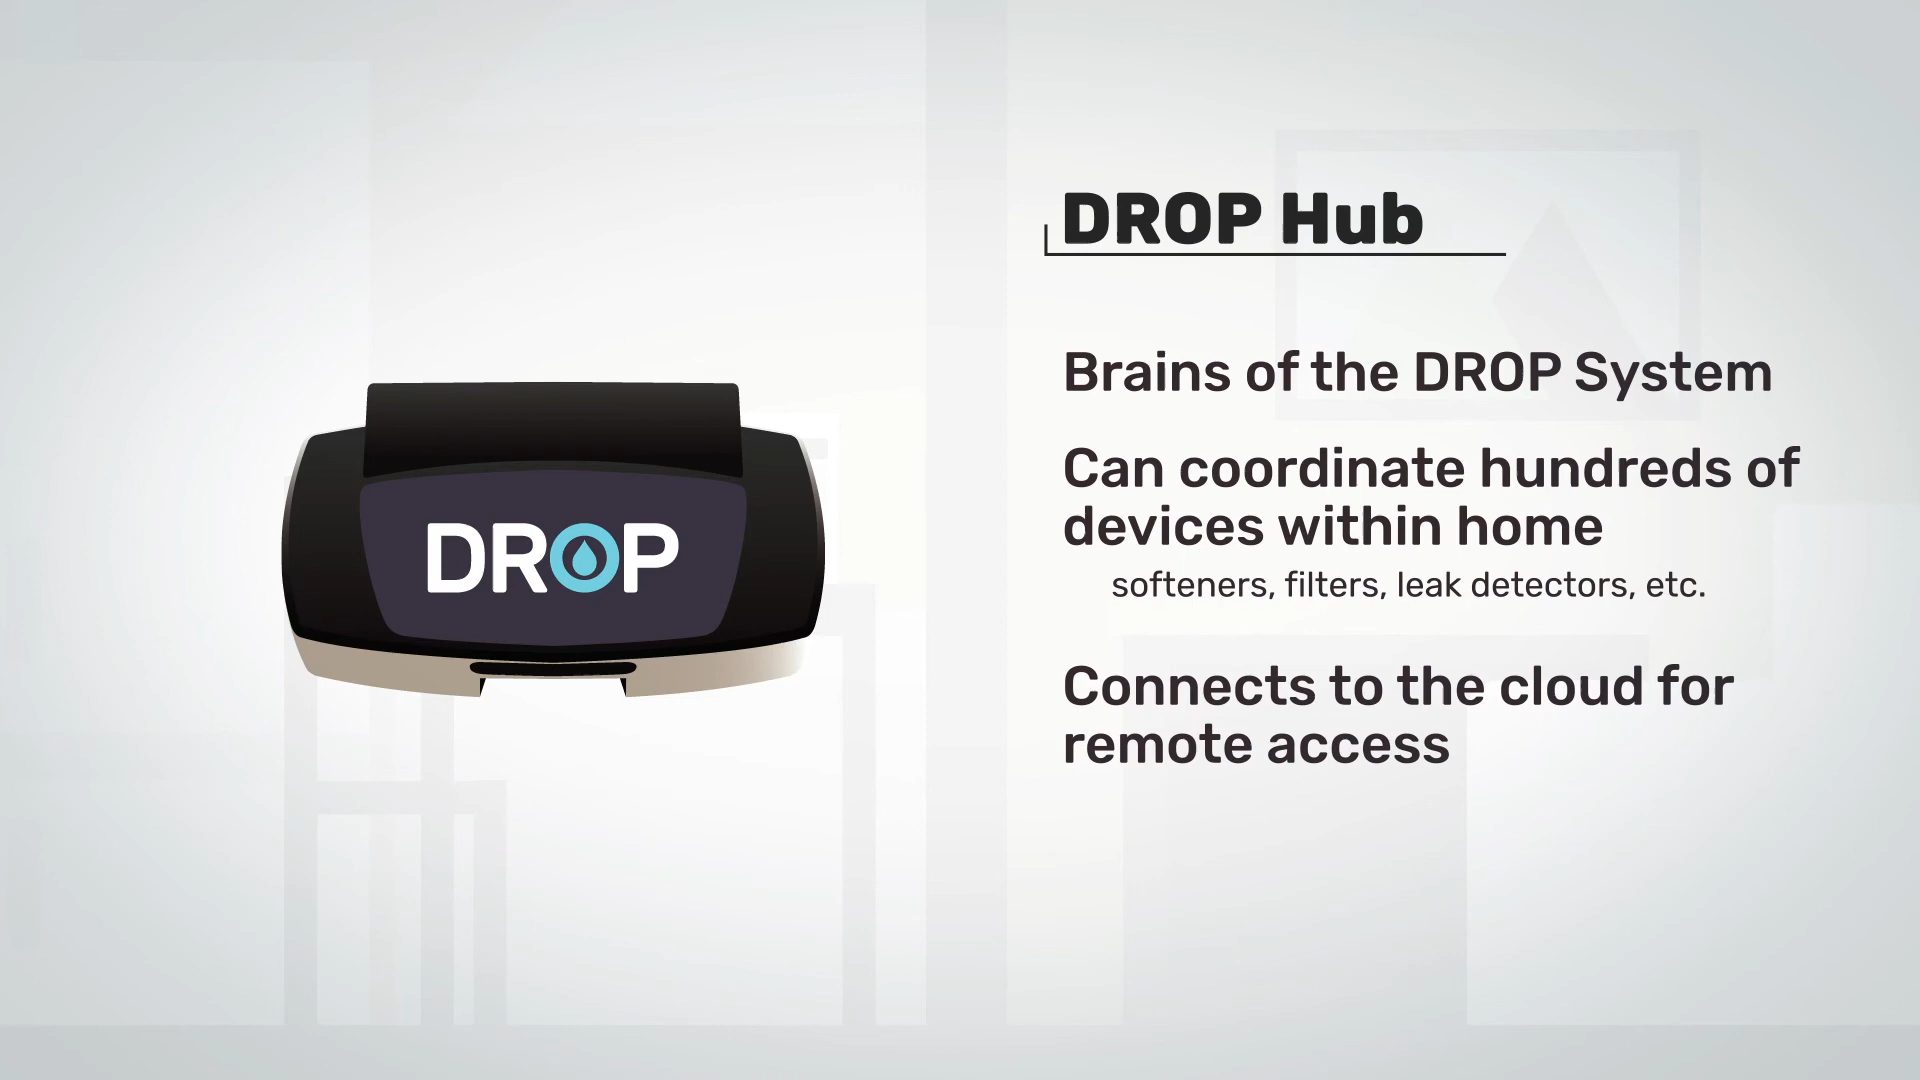 DROP Hub
Brains of the DROP System
Can coordinate hundreds of
devices within home
softeners, filters, leak detectors, etc.
Connects to the cloud for
remote access
DROP